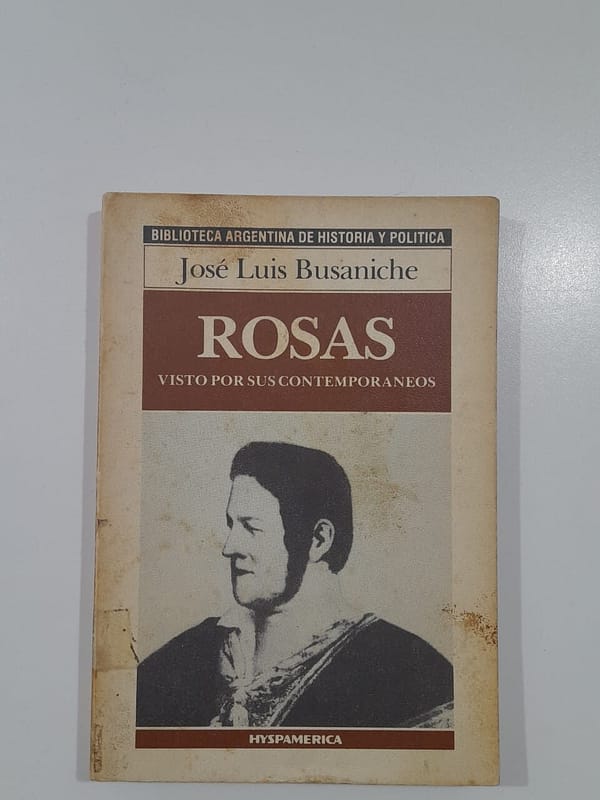 BIBLIOTECA ARGENTINA DE HISTORIA Y POLITICA
José Luis Busaniche
ROSAS
VISTO POR SUS CONTEMPORANEOS
HYSPAMERICA